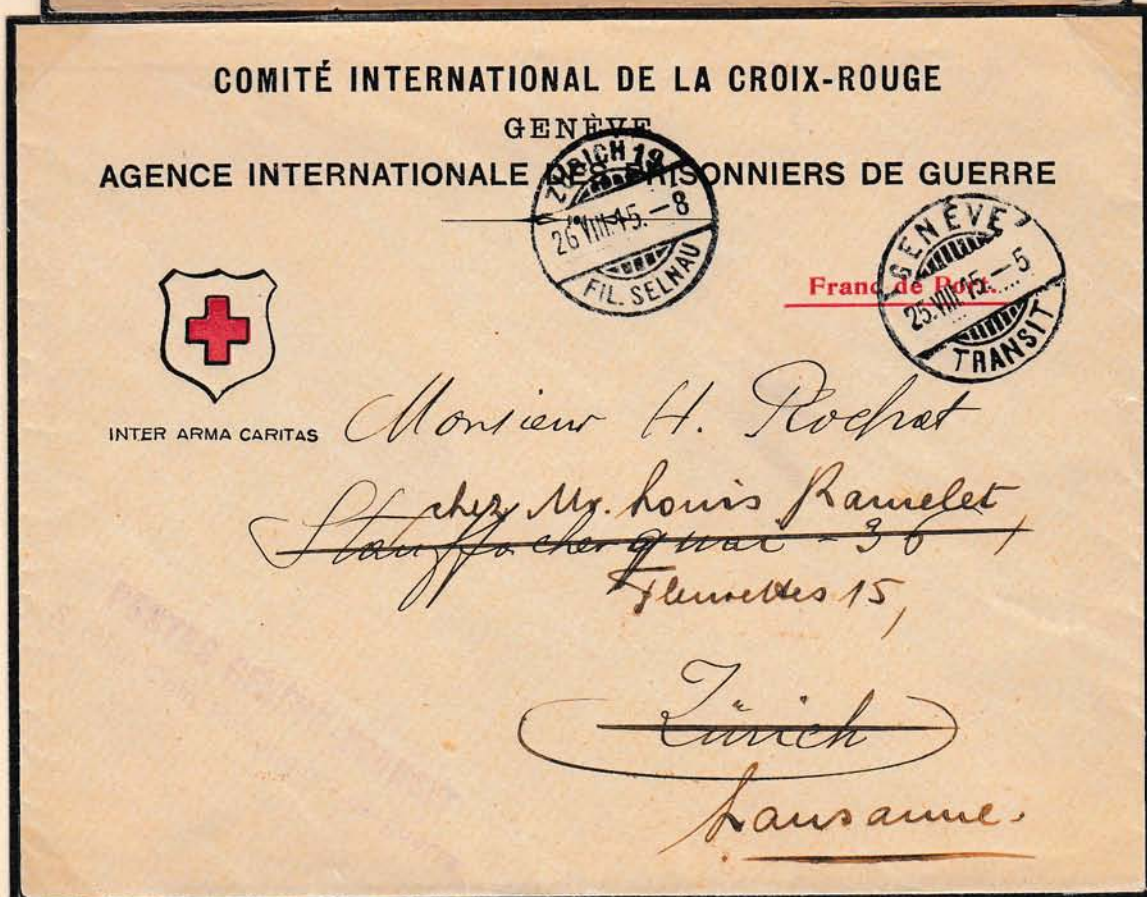 COMITÉ INTERNATIONAL DE LA CROIX-ROUGE
GENÈVE
AGENCE INTERNATIONALE DES PRISONNIERS DE GUERRE
ZÜRICH 19
26.VIII.15.–8
FIL. SELNAU
GENÈVE
25.VIII.15.–5
TRANSIT
Franc de Port.
INTER ARMA CARITAS
Monsieur H. Rochat
chez Mr. Louis Ramelet
Stauffacherquai - 36
Fleurettes 15,
Zürich
Lausanne.